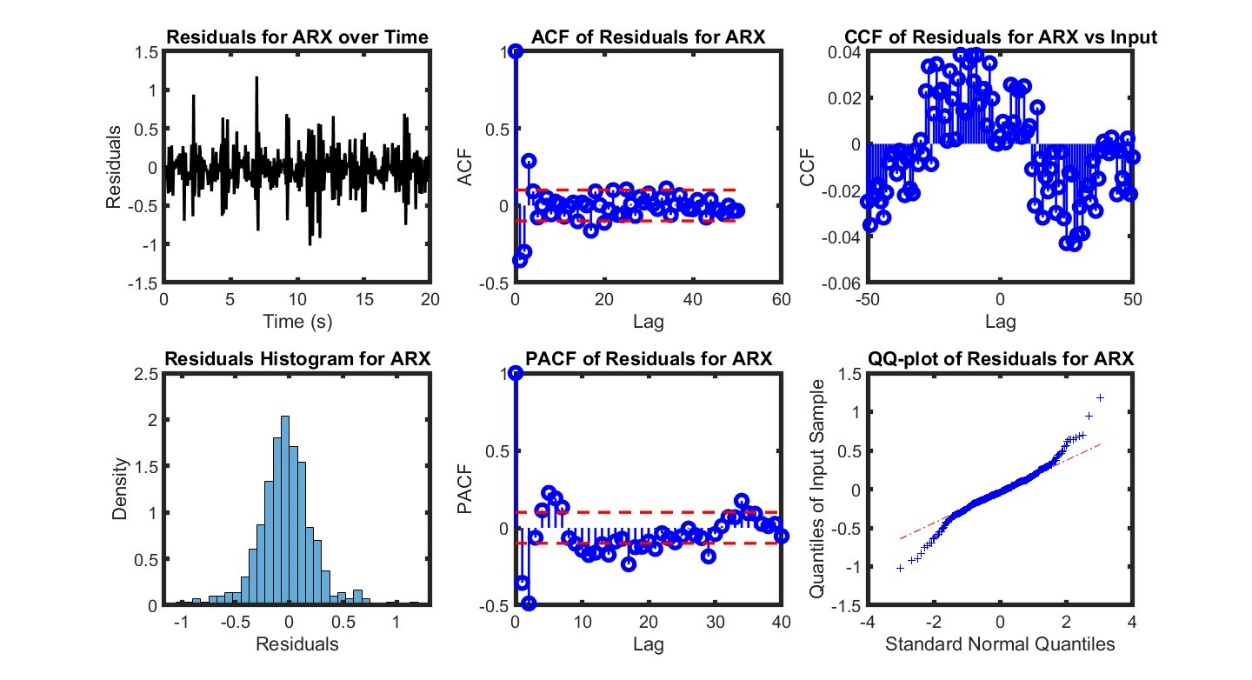 Residuals for ARX over Time
1.5
1
0.5
0
-0.5
-1
-1.5
Residuals
0 5 10 15 20
Time (s)
ACF of Residuals for ARX
1
0.5
0
-0.5
ACF
0 20 40 60
Lag
CCF of Residuals for ARX vs Input
0.04
0.02
0
-0.02
-0.04
-0.06
CCF
-50 0 50
Lag
Residuals Histogram for ARX
2.5
2
1.5
1
0.5
0
Density
-1 -0.5 0 0.5 1
Residuals
PACF of Residuals for ARX
1
0.5
0
-0.5
PACF
0 10 20 30 40
Lag
QQ-plot of Residuals for ARX
1.5
1
0.5
0
-0.5
-1
-1.5
Quantiles of Input Sample
-4 -2 0 2 4
Standard Normal Quantiles